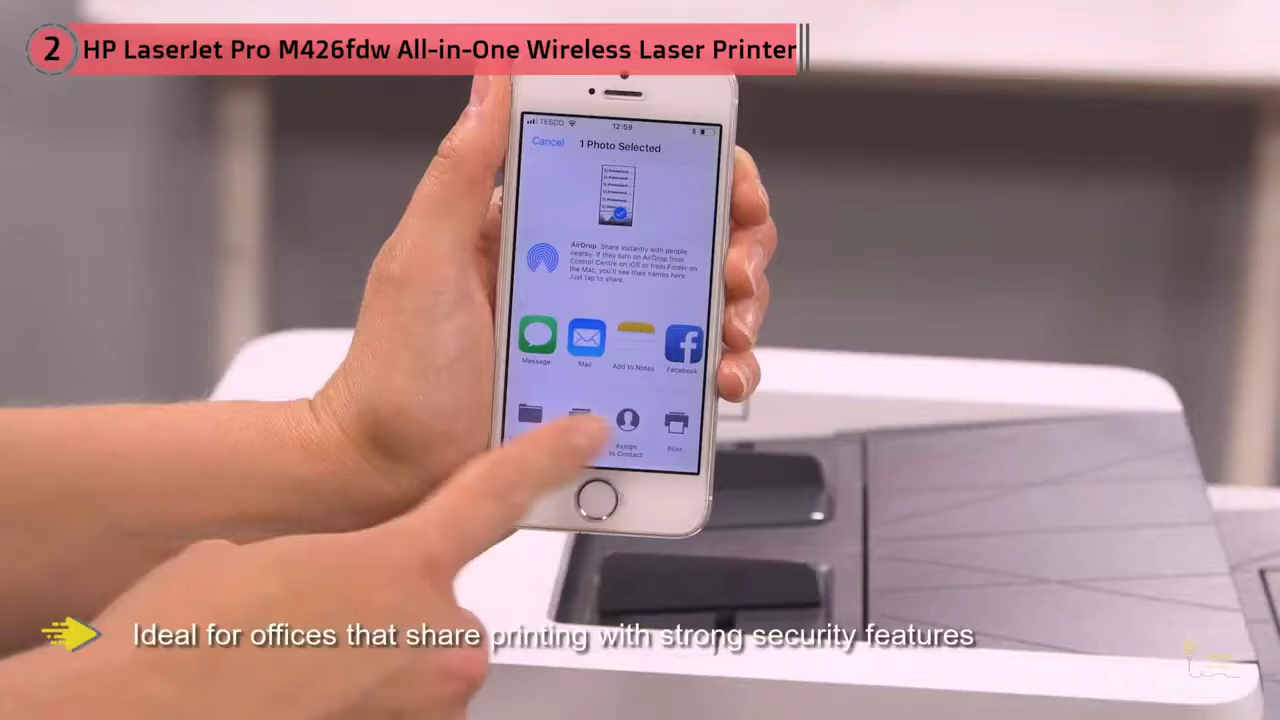 2
HP LaserJet Pro M426fdw All-in-One Wireless Laser Printer
TESCO
12:59
Cancel
1 Photo Selected
AirDrop. Share instantly with people
nearby. If they turn on AirDrop from
Control Centre on iOS or from Finder on
the Mac, you'll see their names here.
Just tap to share.
Message
Mail
Add to Notes
Facebook
Assign
to Contact
Print
Ideal for offices that share printing with strong security features